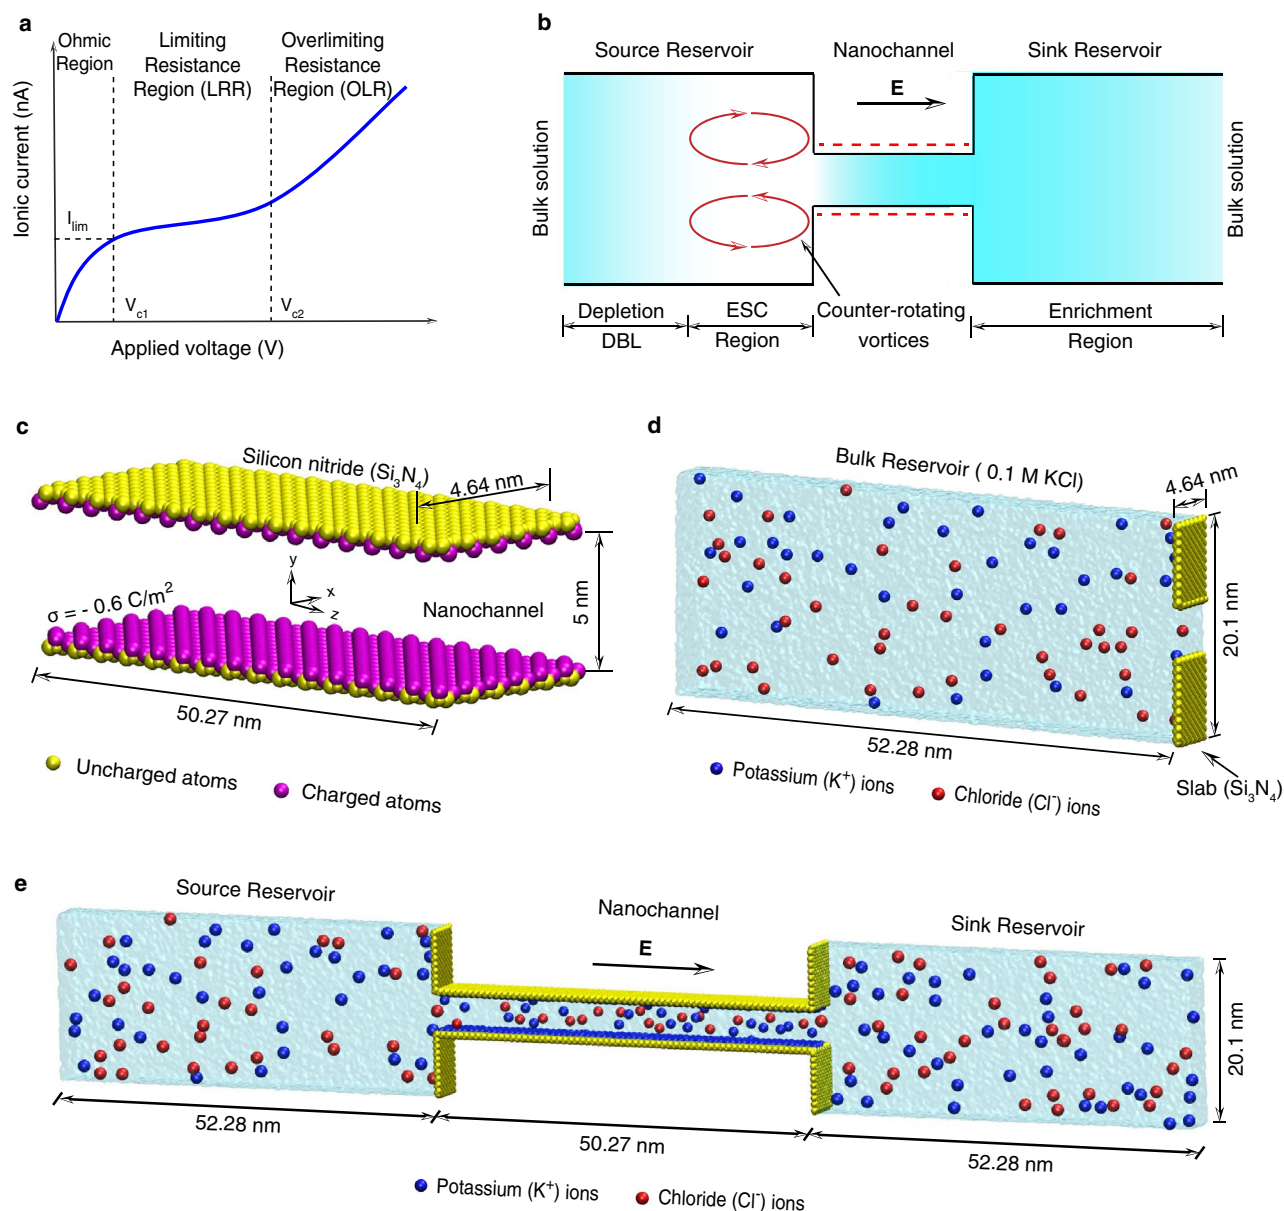 a
Ohmic
Region
Limiting
Resistance
Region (LRR)
Overlimiting
Resistance
Region (OLR)
Ionic current (nA)
I_lim
V_c1
V_c2
Applied voltage (V)
b
Source Reservoir
Nanochannel
Sink Reservoir
E
Bulk solution
Bulk solution
Depletion
DBL
ESC
Region
Counter-rotating
vortices
Enrichment
Region
c
Silicon nitride (Si₃N₄)
4.64 nm
y
x
z
σ = - 0.6 C/m²
Nanochannel
5 nm
50.27 nm
Uncharged atoms
Charged atoms
d
Bulk Reservoir ( 0.1 M KCl)
4.64 nm
20.1 nm
52.28 nm
Potassium (K⁺) ions
Chloride (Cl⁻) ions
Slab (Si₃N₄)
e
Source Reservoir
Nanochannel
Sink Reservoir
E
20.1 nm
52.28 nm
50.27 nm
52.28 nm
Potassium (K⁺) ions
Chloride (Cl⁻) ions